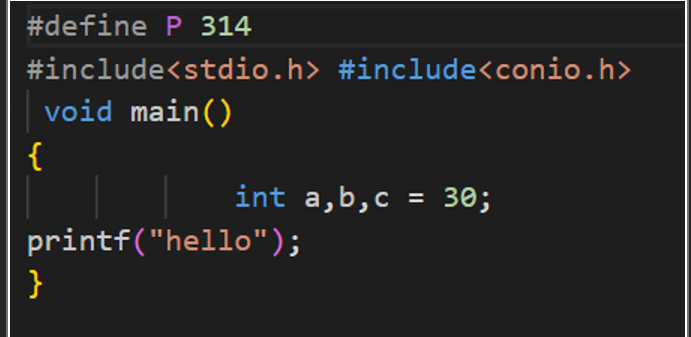 #define P 314
#include<stdio.h> #include<conio.h>
void main()
{
int a,b,c = 30;
printf("hello");
}